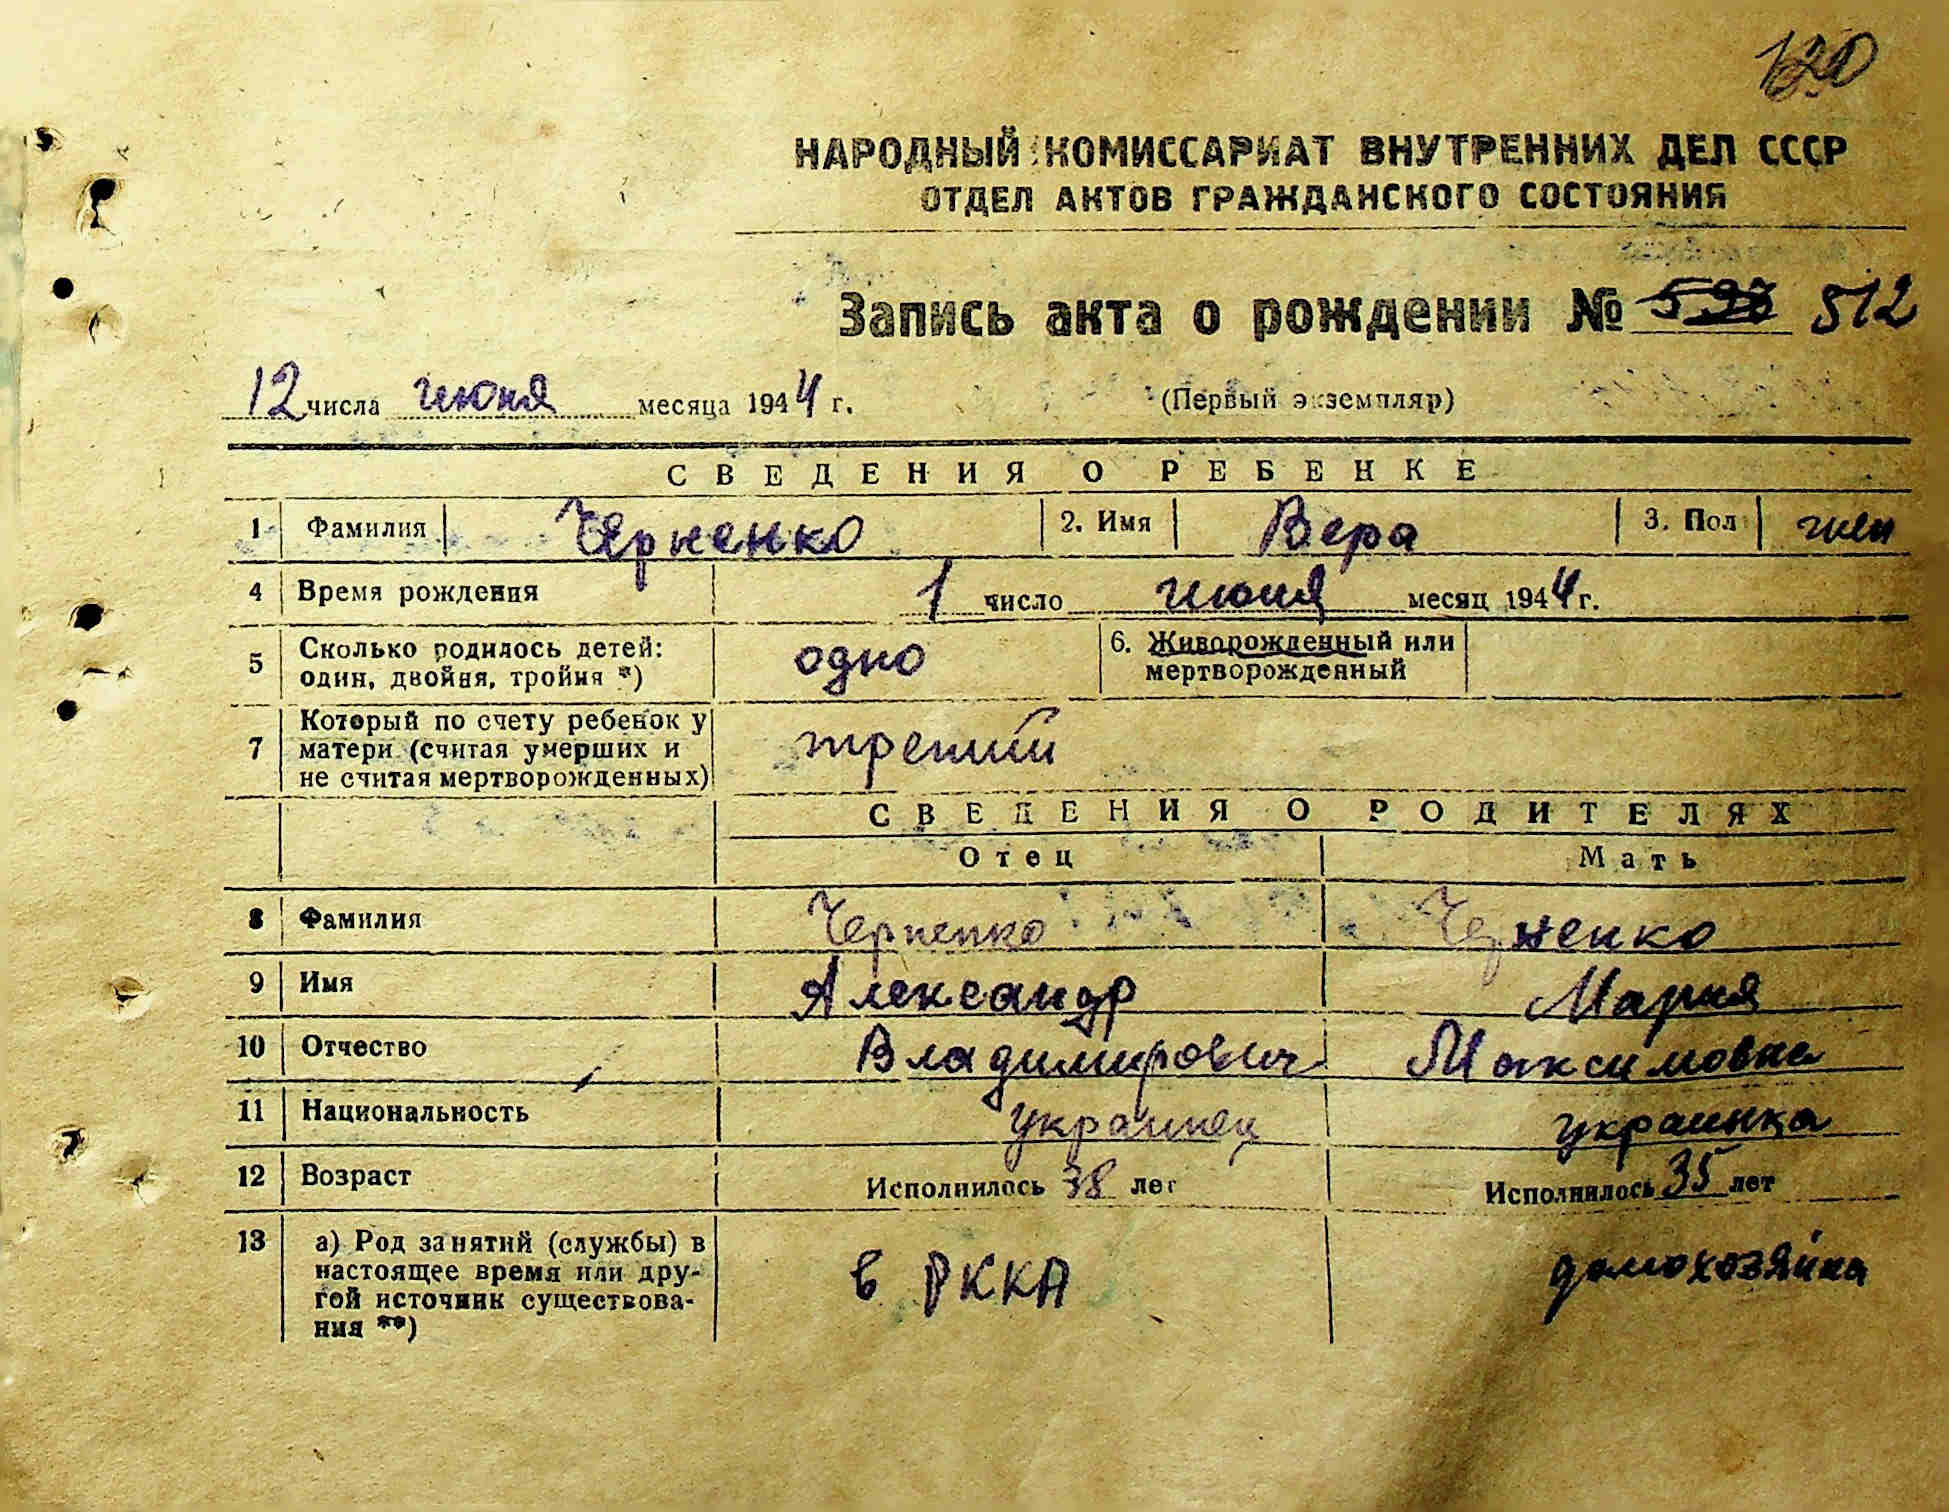 120
НАРОДНЫЙ КОМИССАРИАТ ВНУТРЕННИХ ДЕЛ СССР
ОТДЕЛ АКТОВ ГРАЖДАНСКОГО СОСТОЯНИЯ
Запись акта о рождении № 512
12 числа июня месяца 1944 г. (Первый экземпляр)
СВЕДЕНИЯ О РЕБЕНКЕ
1 Фамилия Черненко 2. Имя Вера 3. Пол жен
4 Время рождения 1 число июня месяц 1944 г.
5 Сколько родилось детей: один, двойня, тройня *) одно 6. Живорожденный или мертворожденный
7 Который по счету ребенок у матери (считая умерших и не считая мертворожденных) третий
СВЕДЕНИЯ О РОДИТЕЛЯХ
Отец Мать
8 Фамилия Черненко Черненко
9 Имя Александр Мария
10 Отчество Владимирович Максимовна
11 Национальность украинец украинка
12 Возраст Исполнилось 38 лет Исполнилось 35 лет
13 а) Род занятий (службы) в настоящее время или дру-
гой источник существова-
ния **) в РККА домохозяйка